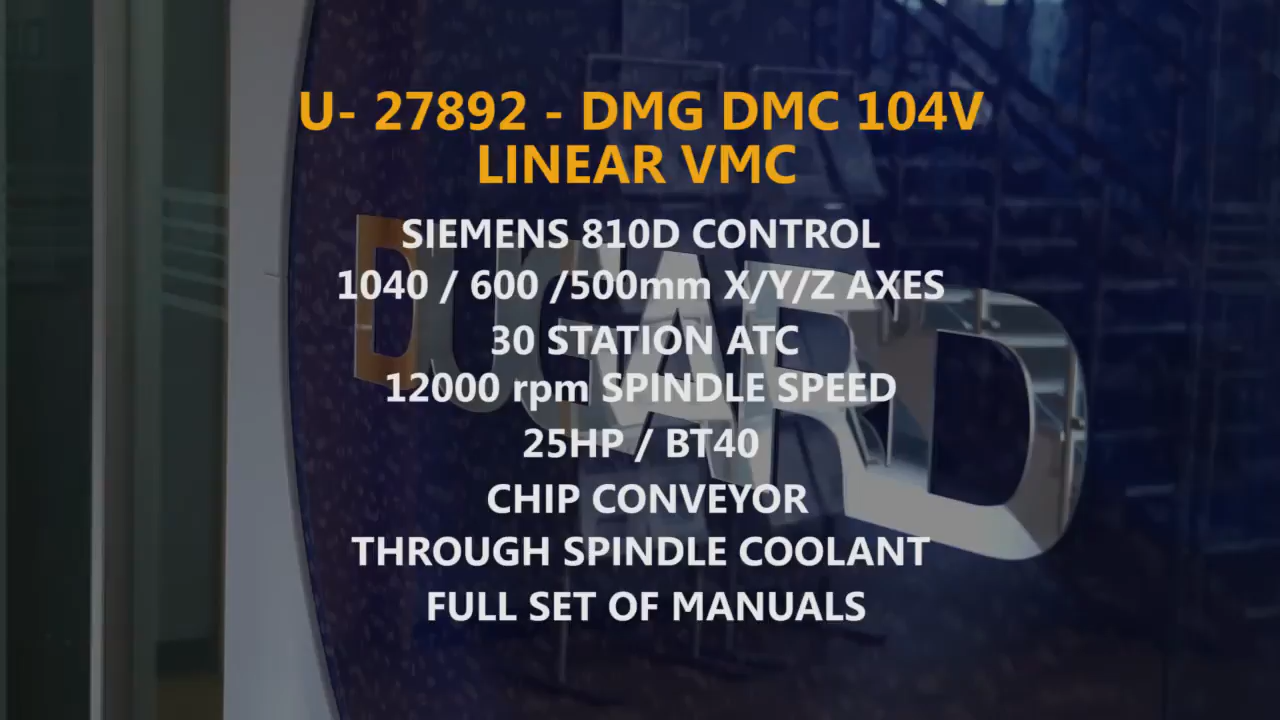 U- 27892 - DMG DMC 104V
LINEAR VMC
SIEMENS 810D CONTROL
1040 / 600 /500mm X/Y/Z AXES
30 STATION ATC
12000 rpm SPINDLE SPEED
25HP / BT40
CHIP CONVEYOR
THROUGH SPINDLE COOLANT
FULL SET OF MANUALS
DUGARD